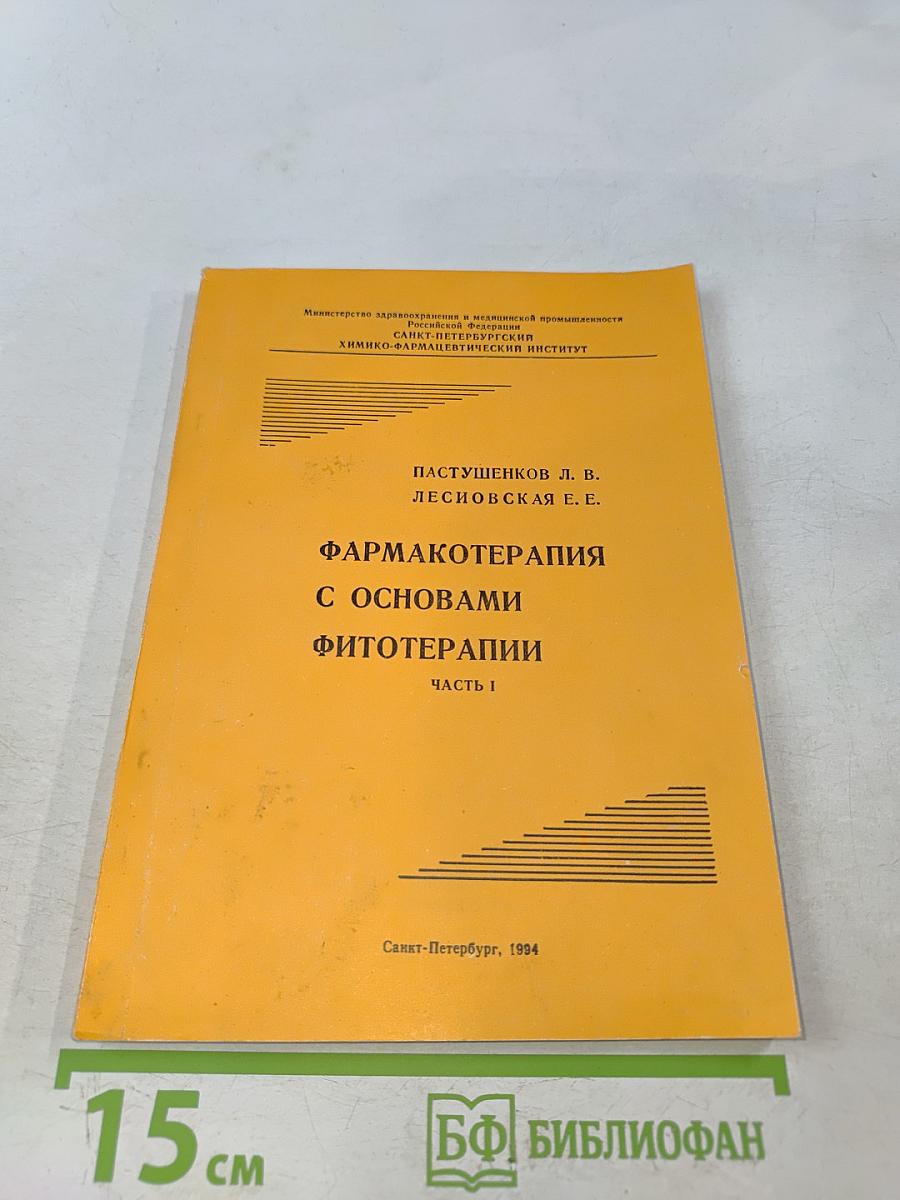 Министерство здравоохранения и медицинской промышленности
Российской Федерации
САНКТ-ПЕТЕРБУРГСКИЙ
ХИМИКО-ФАРМАЦЕВТИЧЕСКИЙ ИНСТИТУТ
ПАСТУШЕНКОВ Л. В.
ЛЕСИОВСКАЯ Е. Е.
ФАРМАКОТЕРАПИЯ
С ОСНОВАМИ
ФИТОТЕРАПИИ
ЧАСТЬ I
Санкт-Петербург, 1994
15 см
БФ БИБЛИОФАН